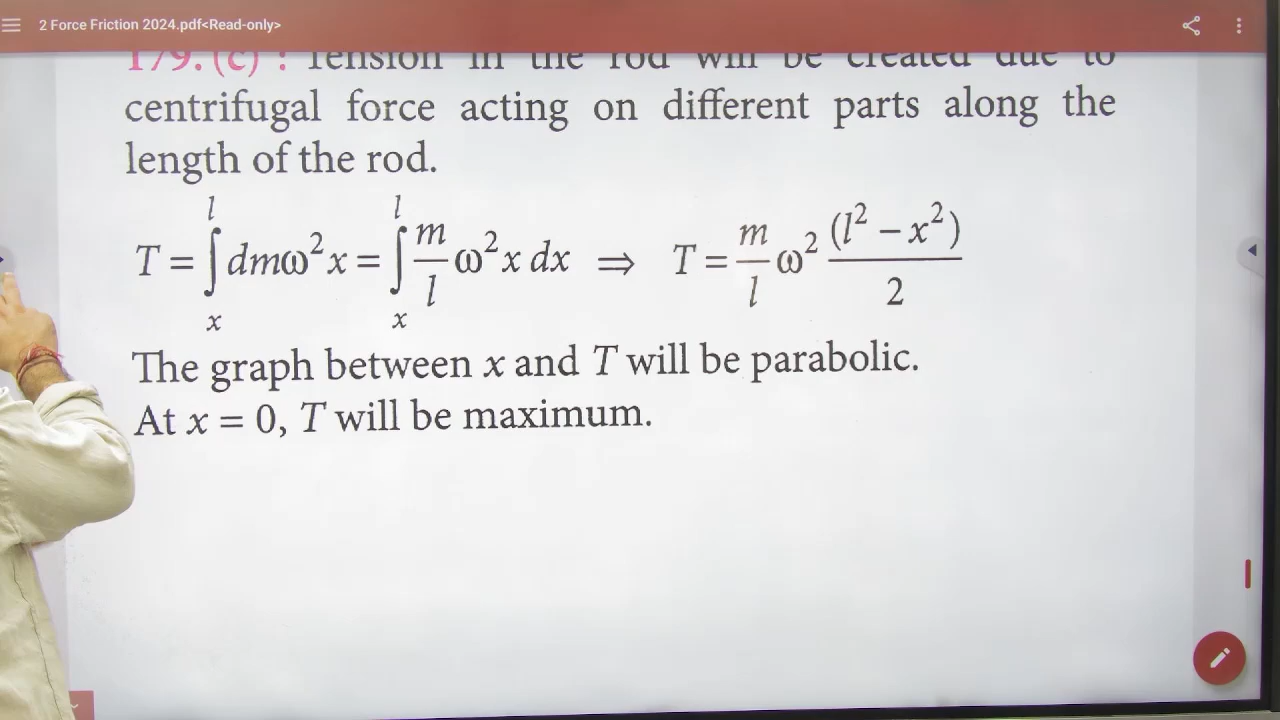 2 Force Friction 2024.pdf<Read-only>
179. (c) : Tension in the rod will be created due to
centrifugal force acting on different parts along the
length of the rod.
T = ∫ₓˡ dmω²x = ∫ₓˡ m/l ω²x dx ⇒ T = m/l ω² (l² − x²)/2
The graph between x and T will be parabolic.
At x = 0, T will be maximum.